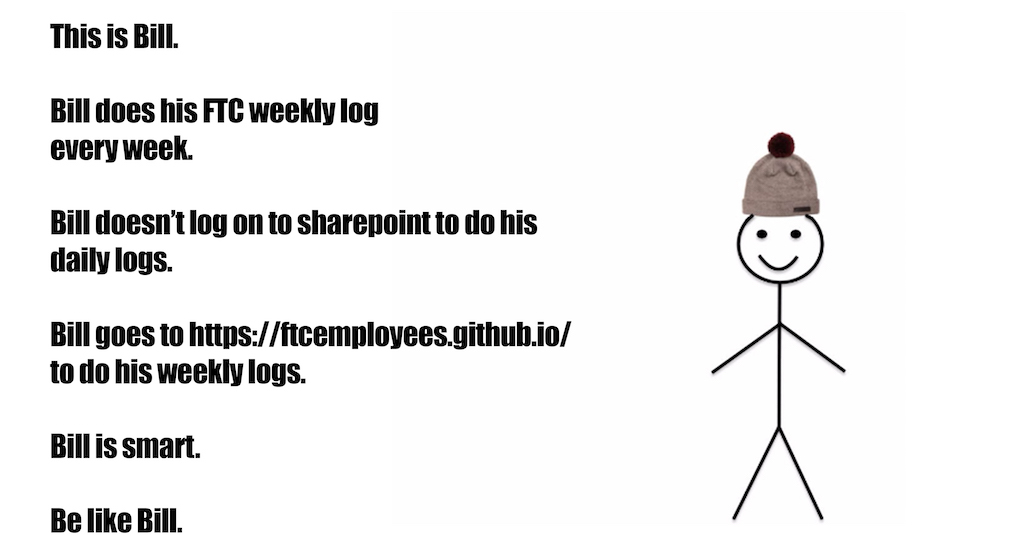 This is Bill.
Bill does his FTC weekly log
every week.
Bill doesn’t log on to sharepoint to do his
daily logs.
Bill goes to https://ftcemployees.github.io/
to do his weekly logs.
Bill is smart.
Be like Bill.